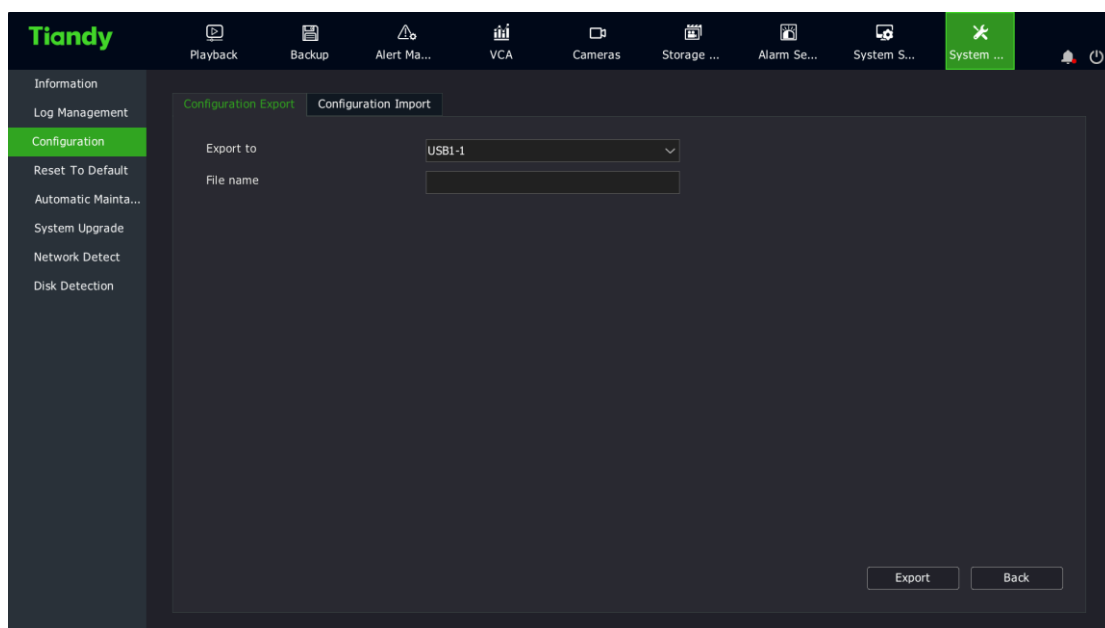 Tiandy
Playback Backup Alert Ma... VCA Cameras Storage ... Alarm Se... System S... System ...
Information
Log Management
Configuration
Reset To Default
Automatic Mainta...
System Upgrade
Network Detect
Disk Detection
Configuration Export Configuration Import
Export to USB1-1
File name
Export Back